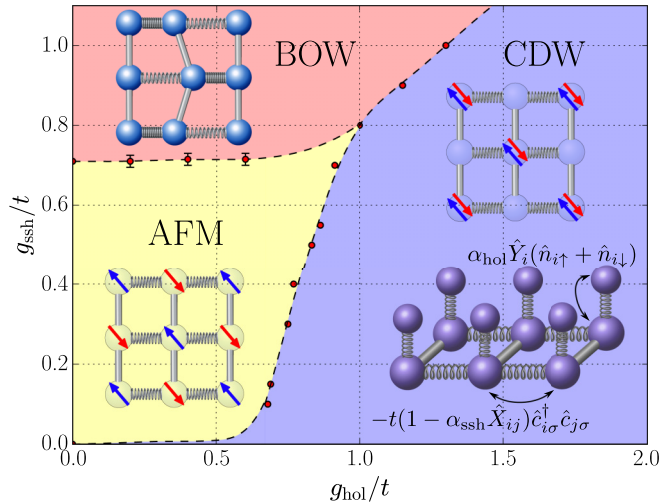 1.0
0.8
0.6
0.4
0.2
0.0
g_ssh/t
BOW
CDW
AFM
α_hol Ŷ_i(n̂_i↑ + n̂_i↓)
−t(1 − α_ssh X̂_ij)ĉ†_iσ ĉ_jσ
0.0 0.5 1.0 1.5 2.0
g_hol/t